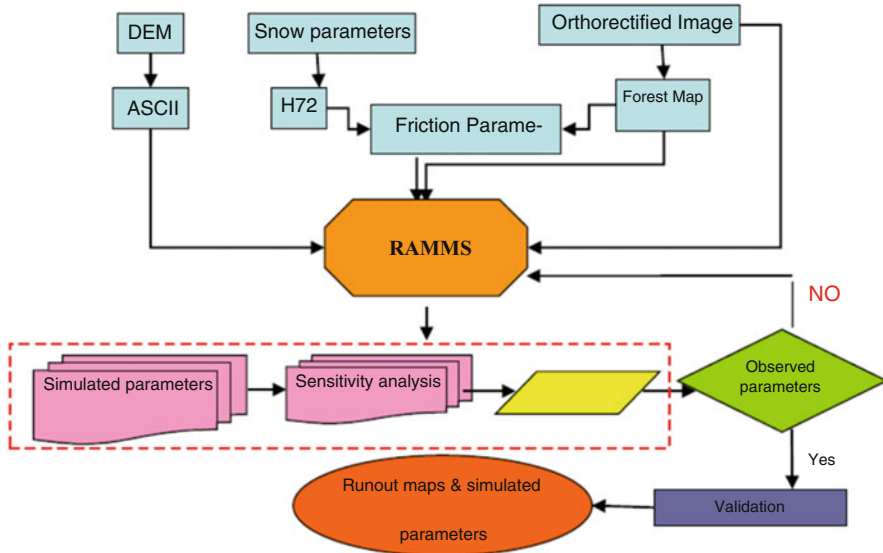 DEM
Snow parameters
Orthorectified Image
ASCII
H72
Friction Parame-
Forest Map
RAMMS
NO
Simulated parameters
Sensitivity analysis
Observed
parameters
Yes
Runout maps & simulated
parameters
Validation